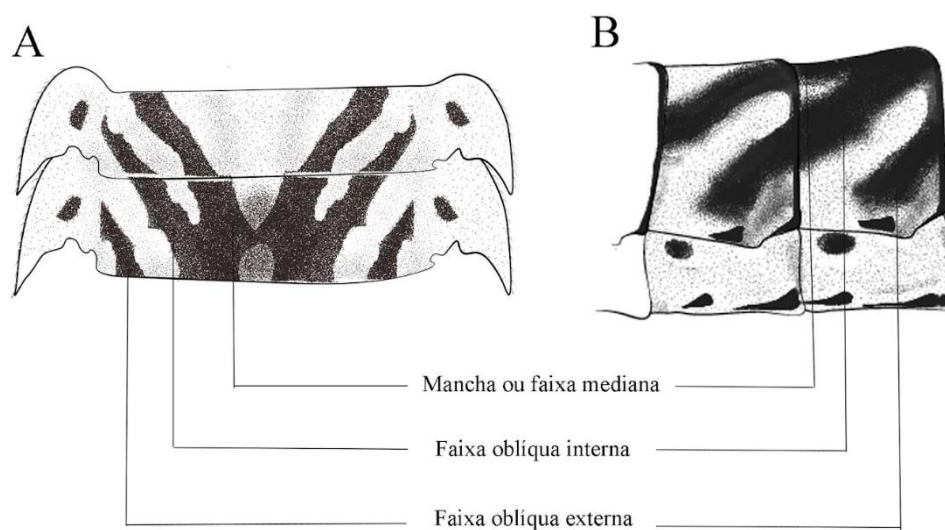 A
B
Mancha ou faixa mediana
Faixa oblíqua interna
Faixa oblíqua externa